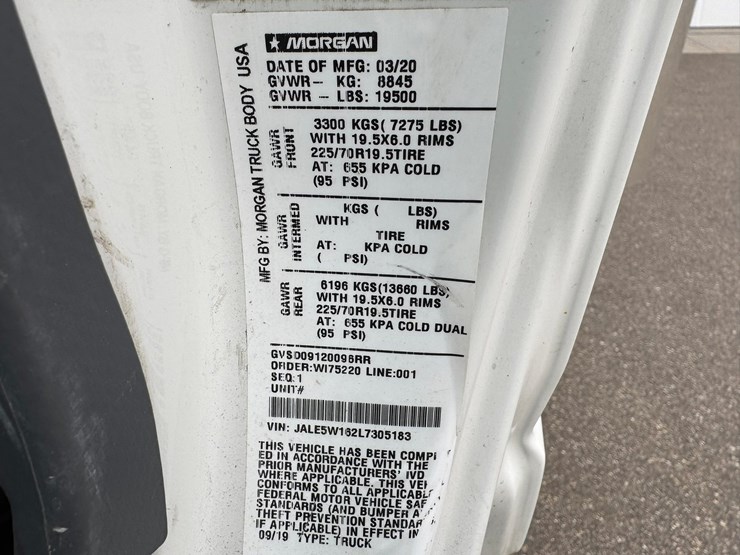 MFG BY: MORGAN TRUCK BODY USA
MORGAN
DATE OF MFG: 03/20
GVWR- KG: 8845
GVWR - LBS: 19500
GAWR FRONT
3300 KGS( 7275 LBS)
WITH 19.5X6.0 RIMS
225/70R19.5TIRE
AT: 655 KPA COLD
(95 PSI)
GAWR INTERMED
KGS ( LBS)
WITH RIMS
TIRE
AT: KPA COLD
( PSI)
GAWR REAR
6196 KGS(13660 LBS)
WITH 19.5X6.0 RIMS
225/70R19.5TIRE
AT: 655 KPA COLD DUAL
(95 PSI)
GVSD09120096RR
ORDER:WI75220 LINE:001
SEQ:1
UNIT#
VIN: JALE5W162L7305183
THIS VEHICLE HAS BEEN COMPL
ED IN ACCORDANCE WITH THE
PRIOR MANUFACTURERS' IVD
WHERE APPLICABLE. THIS VEH
CONFORMS TO ALL APPLICABL
FEDERAL MOTOR VEHICLE SAF
STANDARDS (AND BUMPER A
THEFT PREVENTION STANDAR
IF APPLICABLE) IN EFFECT IN
09/19 TYPE: TRUCK